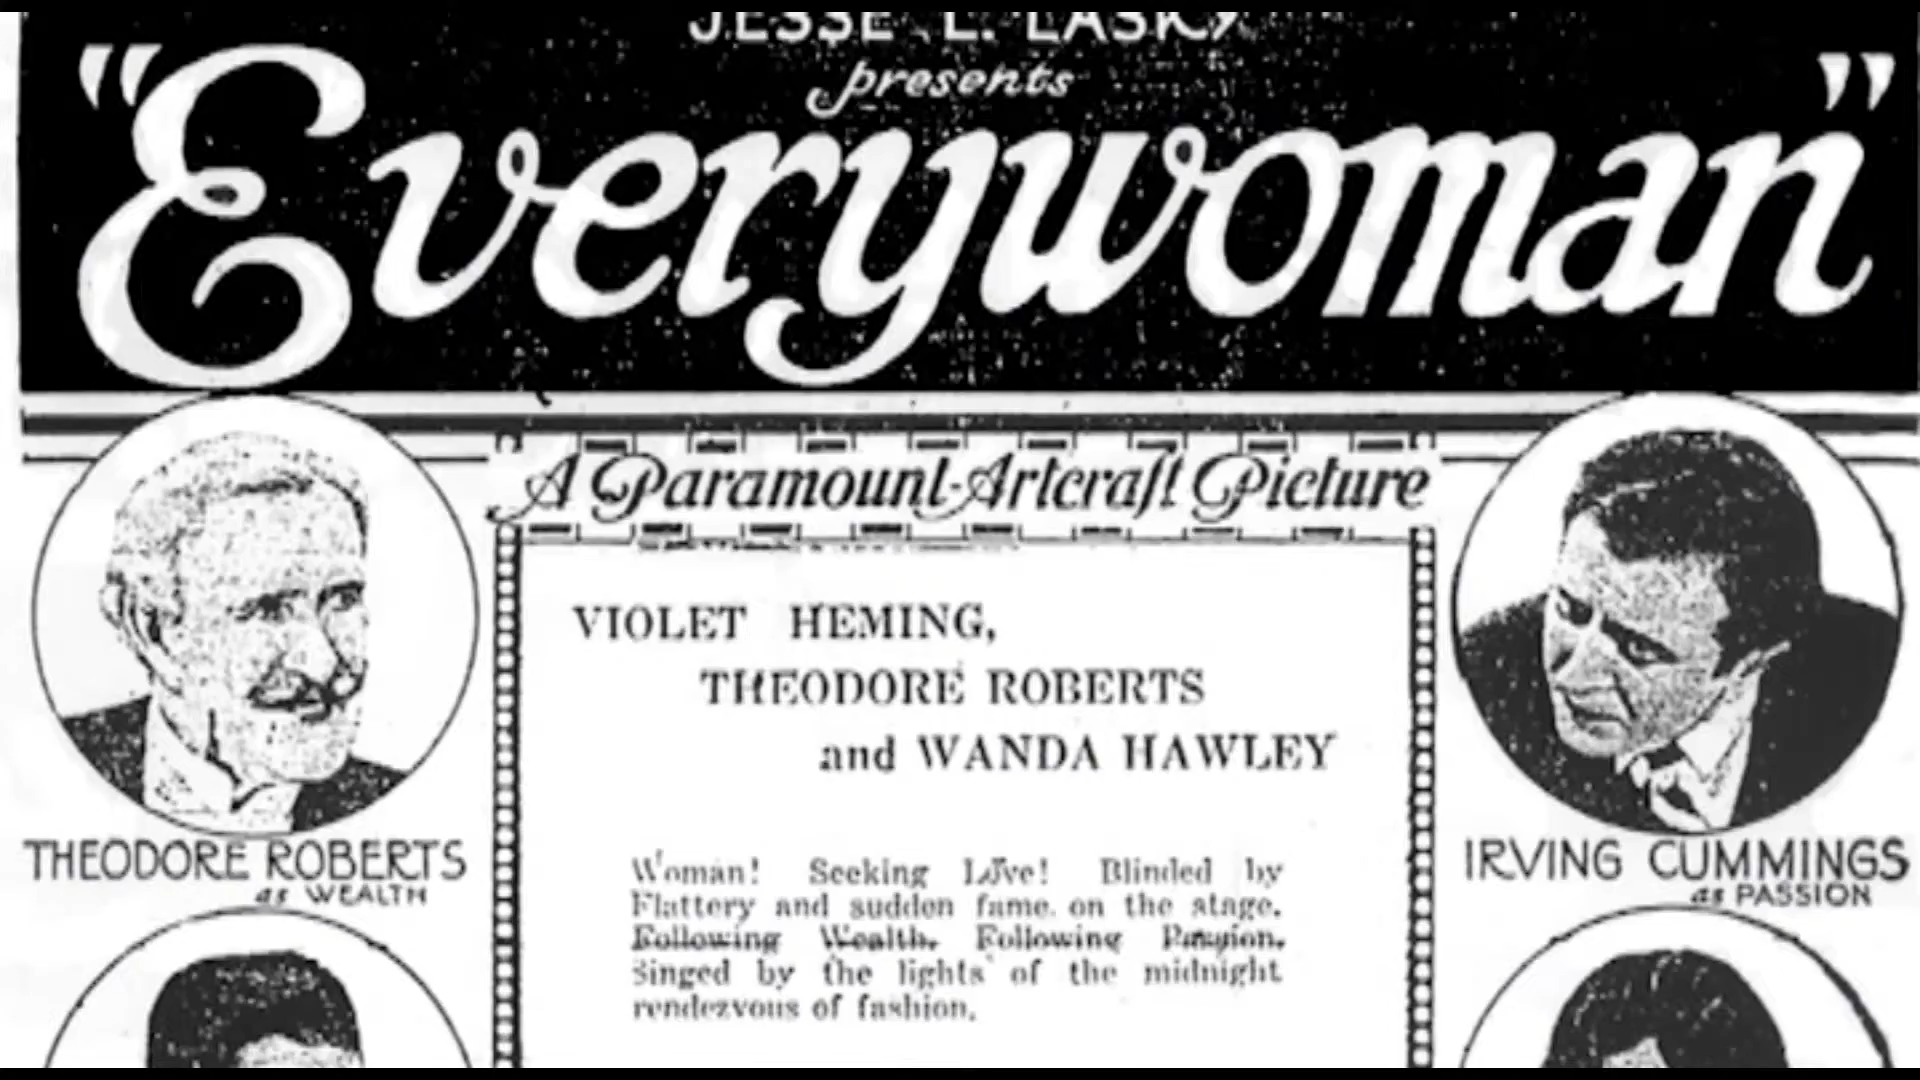 JESSE L. LASKY
presents
"Everywoman"
A Paramount-Artcraft Picture
VIOLET HEMING,
THEODORE ROBERTS
and WANDA HAWLEY
THEODORE ROBERTS
as WEALTH
IRVING CUMMINGS
as PASSION
Woman! Seeking Love! Blinded by
Flattery and sudden fame on the stage.
Following Wealth. Following Passion.
Singed by the lights of the midnight
rendezvous of fashion.